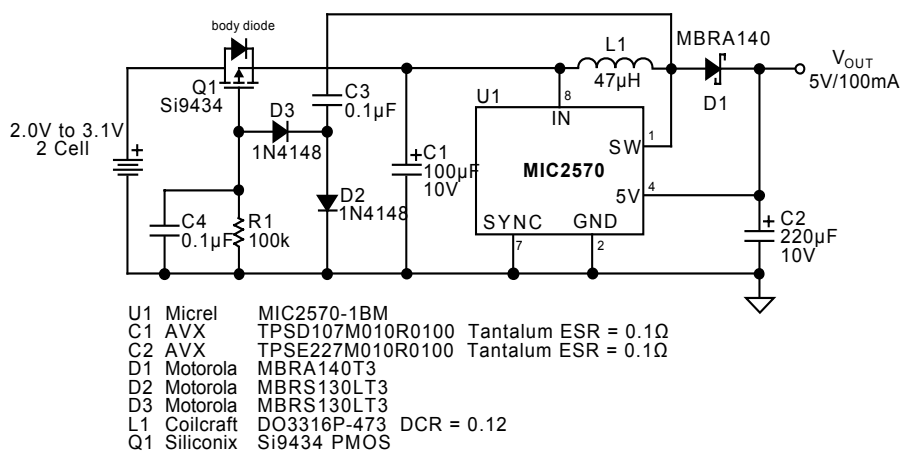 body diode
L1
47µH
MBRA140
D1
VOUT
5V/100mA
Q1
Si9434
D3
1N4148
C3
0.1µF
U1
8
IN
SW
1
MIC2570
5V
4
SYNC
GND
7
2
2.0V to 3.1V
2 Cell
+
+
C1
100µF
10V
D2
1N4148
C4
0.1µF
R1
100k
+
C2
220µF
10V
U1 Micrel MIC2570-1BM
C1 AVX TPSD107M010R0100 Tantalum ESR = 0.1Ω
C2 AVX TPSE227M010R0100 Tantalum ESR = 0.1Ω
D1 Motorola MBRA140T3
D2 Motorola MBRS130LT3
D3 Motorola MBRS130LT3
L1 Coilcraft DO3316P-473 DCR = 0.12
Q1 Siliconix Si9434 PMOS